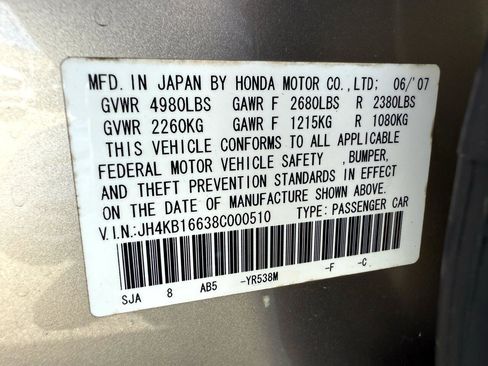 MFD. IN JAPAN BY HONDA MOTOR CO., LTD: 06/'07
GVWR 4980LBS GAWR F 2680LBS R 2380LBS
GVWR 2260KG GAWR F 1215KG R 1080KG
THIS VEHICLE CONFORMS TO ALL APPLICABLE
FEDERAL MOTOR VEHICLE SAFETY ,BUMPER,
AND THEFT PREVENTION STANDARDS IN EFFECT
ON THE DATE OF MANUFACTURE SHOWN ABOVE.
V.I.N.:JH4KB16638C000510 TYPE: PASSENGER CAR
SJA 8 AB5 -YR538M -F -C